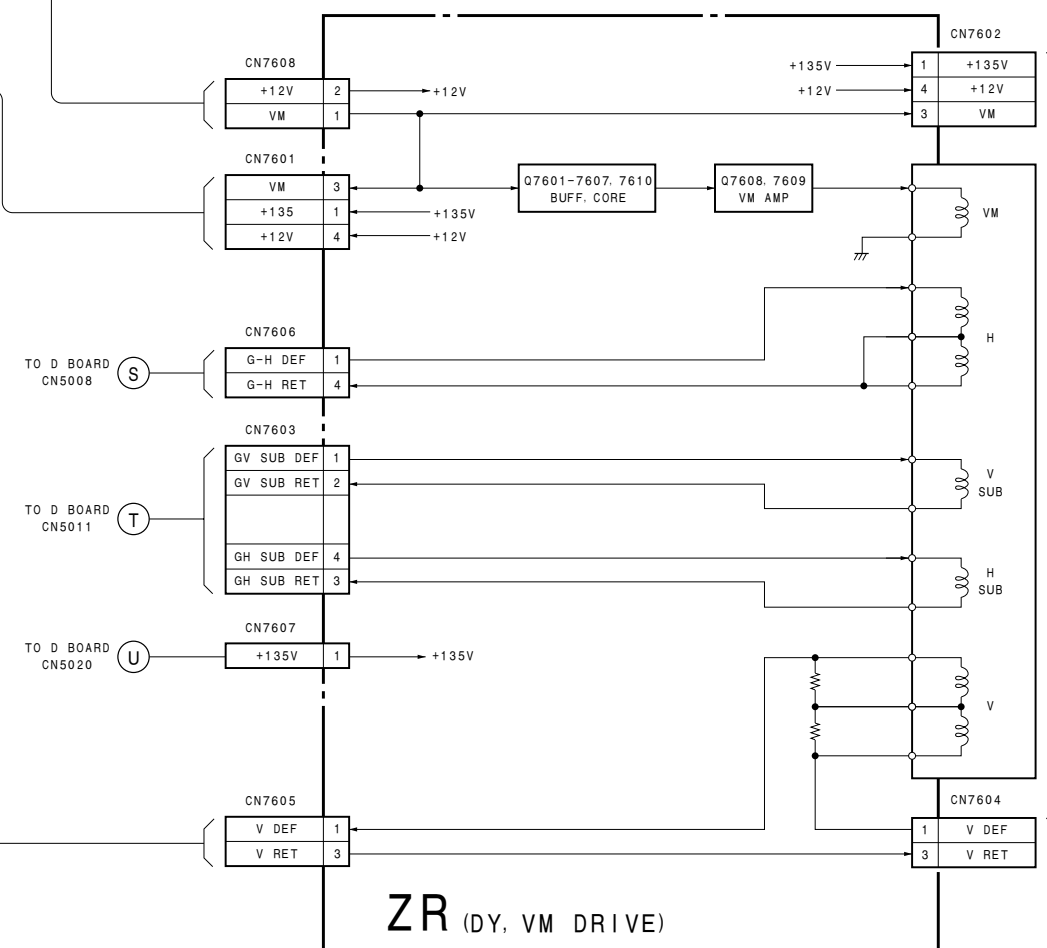 CN7608
+12V 2
VM 1
+12V
+135V
+12V
CN7602
1 +135V
4 +12V
3 VM
CN7601
VM 3
+135 1
+12V 4
+135V
+12V
Q7601-7607, 7610
BUFF, CORE
Q7608, 7609
VM AMP
VM
CN7606
TO D BOARD
CN5008
S
G-H DEF 1
G-H RET 4
H
CN7603
TO D BOARD
CN5011
T
GV SUB DEF 1
GV SUB RET 2
GH SUB DEF 4
GH SUB RET 3
V
SUB
H
SUB
CN7607
TO D BOARD
CN5020
U
+135V 1
+135V
V
CN7605
V DEF 1
V RET 3
CN7604
1 V DEF
3 V RET
ZR (DY, VM DRIVE)